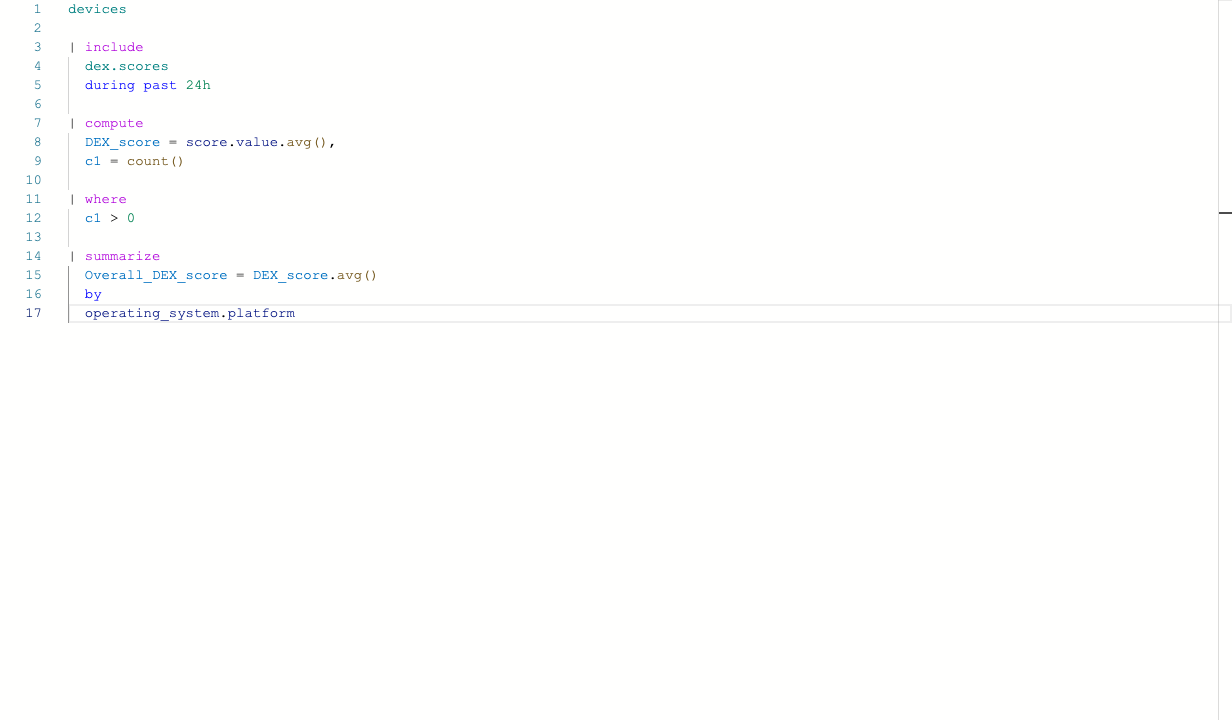 1 devices
2
3 | include
4 dex.scores
5 during past 24h
6
7 | compute
8 DEX_score = score.value.avg(),
9 c1 = count()
10
11 | where
12 c1 > 0
13
14 | summarize
15 Overall_DEX_score = DEX_score.avg()
16 by
17 operating_system.platform